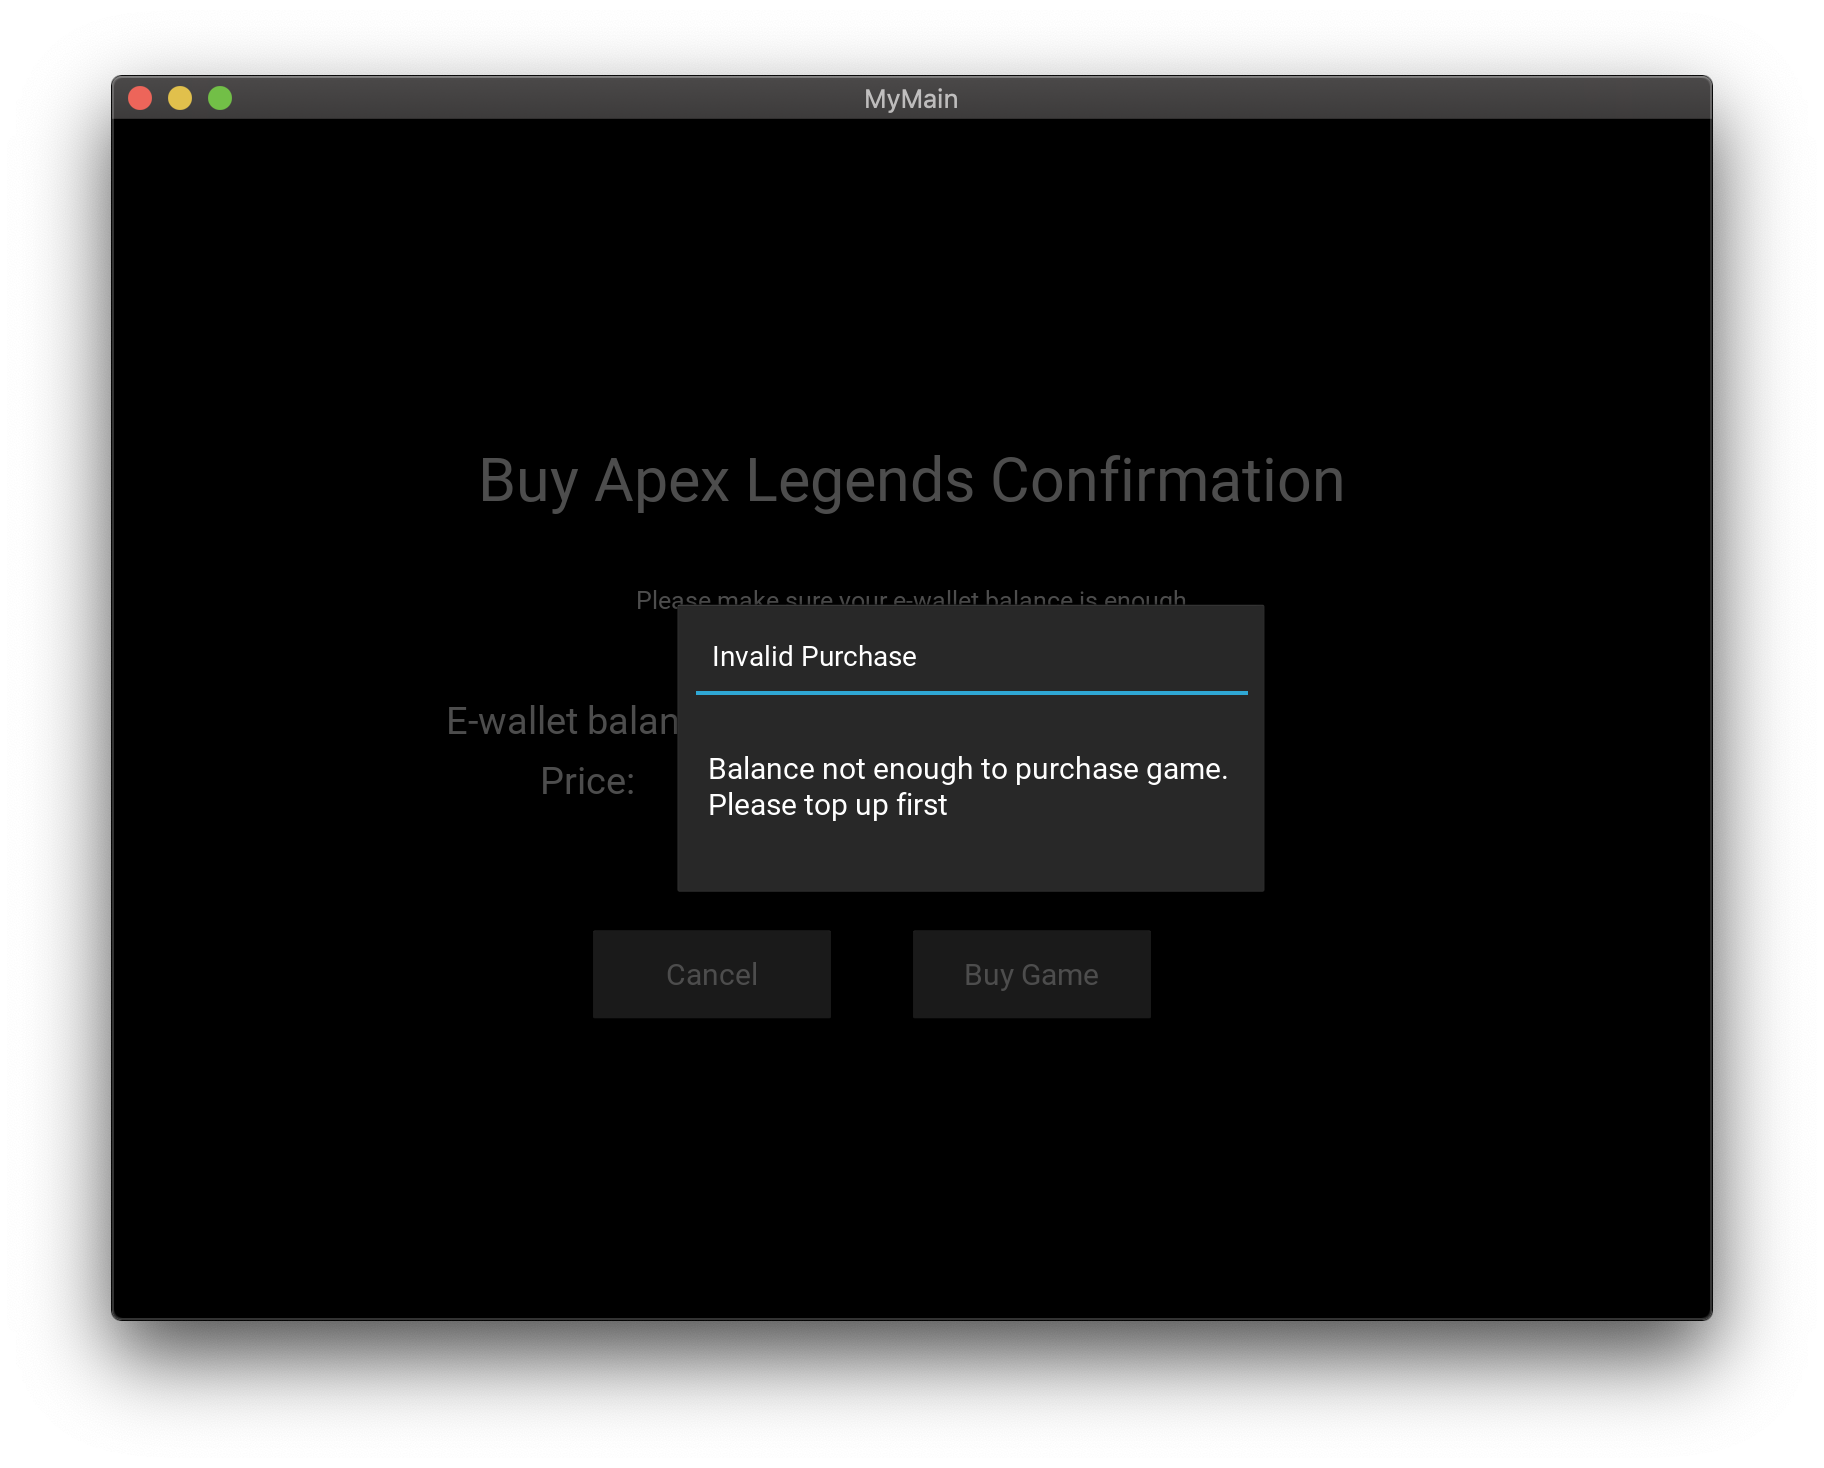 MyMain
Buy Apex Legends Confirmation
Please make sure your e-wallet balance is enough
Invalid Purchase
E-wallet
Price:
Balance not enough to purchase game.
Please top up first
Cancel
Buy Game